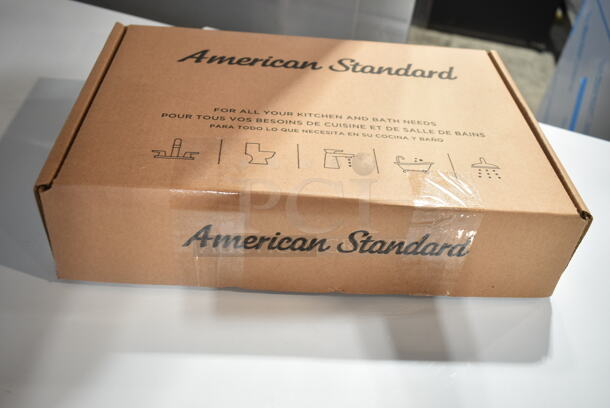 American Standard
FOR ALL YOUR KITCHEN AND BATH NEEDS
POUR TOUS VOS BESOINS DE CUISINE ET DE SALLE DE BAINS
PARA TODO LO QUE NECESITA EN SU COCINA Y BAÑO
PCI
American Standard